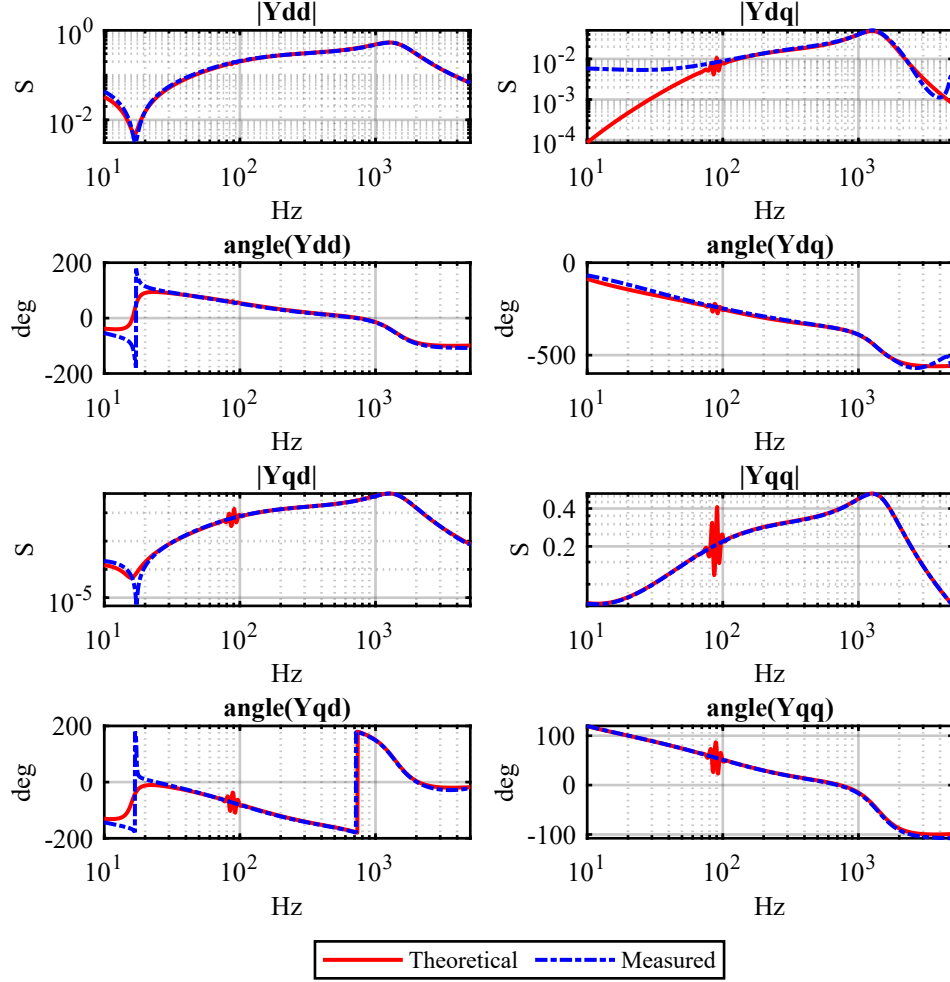 |Ydd|
S
10^0
10^-2
10^1 10^2 10^3
Hz
|Ydq|
S
10^-2
10^-3
10^-4
10^1 10^2 10^3
Hz
angle(Ydd)
deg
200
0
-200
10^1 10^2 10^3
Hz
angle(Ydq)
deg
0
-500
10^1 10^2 10^3
Hz
|Yqd|
S
10^-5
10^1 10^2 10^3
Hz
|Yqq|
S
0.4
0.2
10^1 10^2 10^3
Hz
angle(Yqd)
deg
200
0
-200
10^1 10^2 10^3
Hz
angle(Yqq)
deg
100
0
-100
10^1 10^2 10^3
Hz
Theoretical Measured